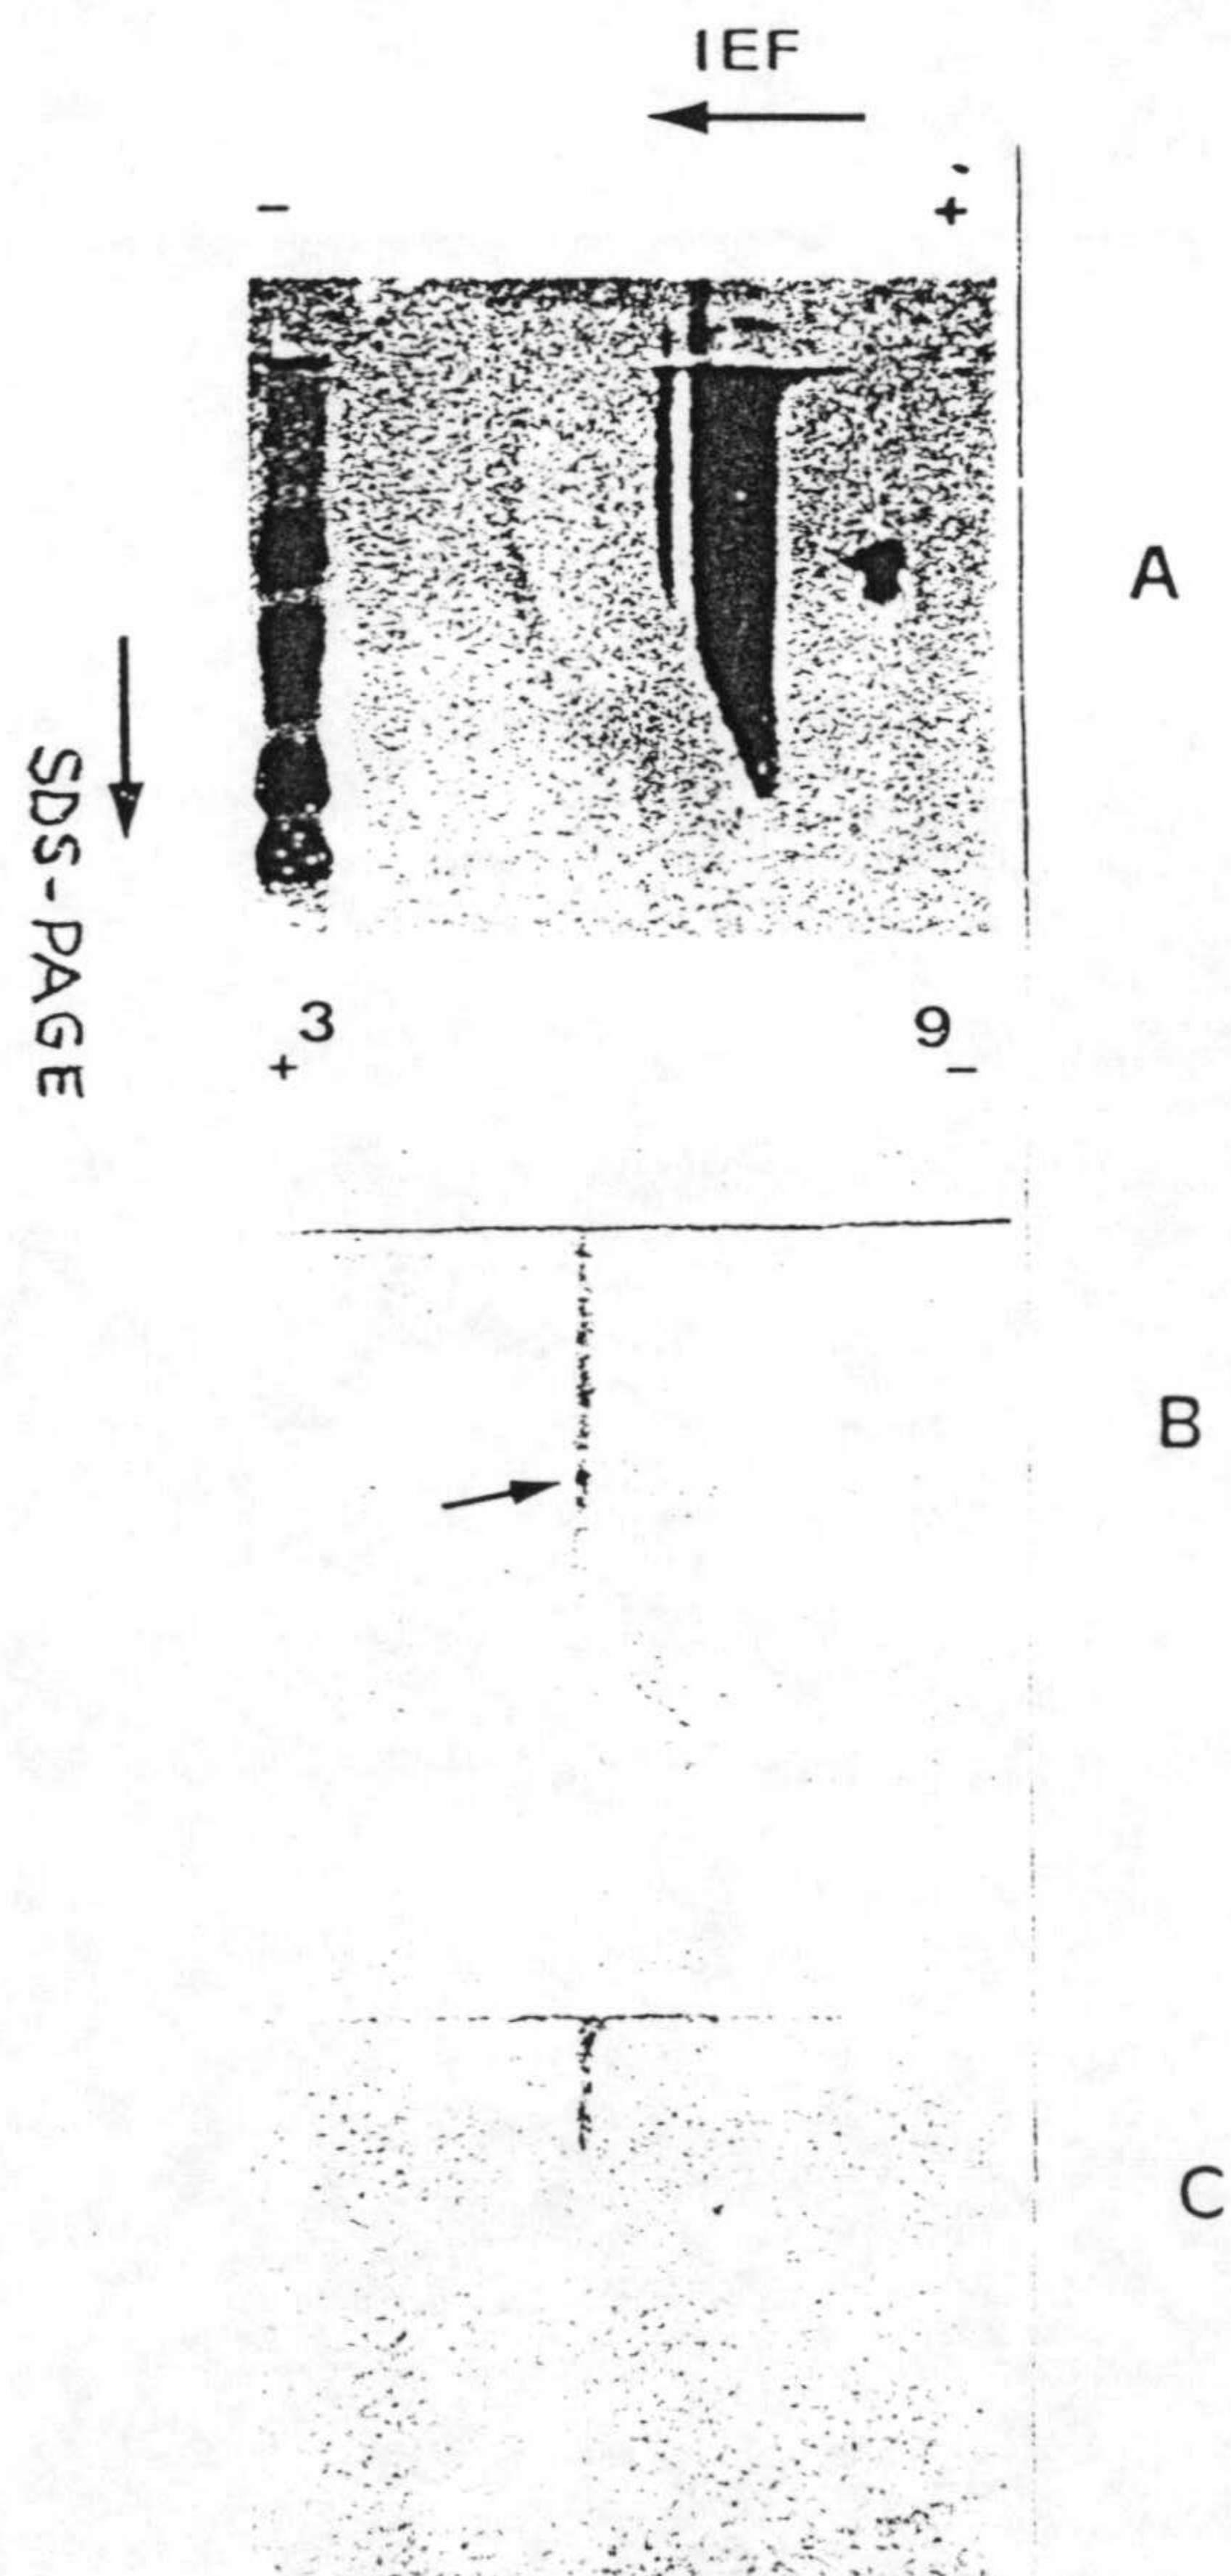 IEF
- +
A
SDS-PAGE
3 9
+ -
B
C